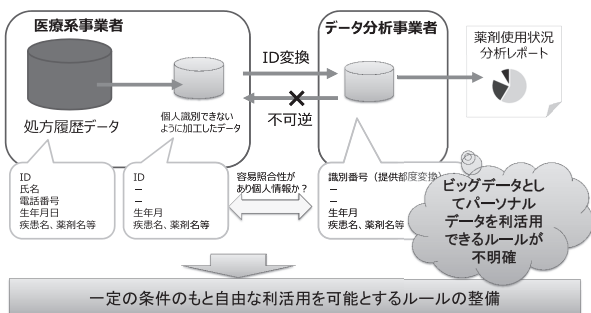 医療系事業者
データ分析事業者
ID変換
不可逆
処方履歴データ
個人識別できない
ように加工したデータ
薬剤使用状況
分析レポート
ID
氏名
電話番号
生年月日
疾患名、薬剤名等
ID
－
－
生年月
疾患名、薬剤名等
容易照合性が
あり個人情報か？
識別番号（提供都度変換）
－
－
生年月
疾患名、薬剤名等
ビッグデータとし
てパーソナル
データを利活用
できるルールが
不明確
一定の条件のもと自由な利活用を可能とするルールの整備